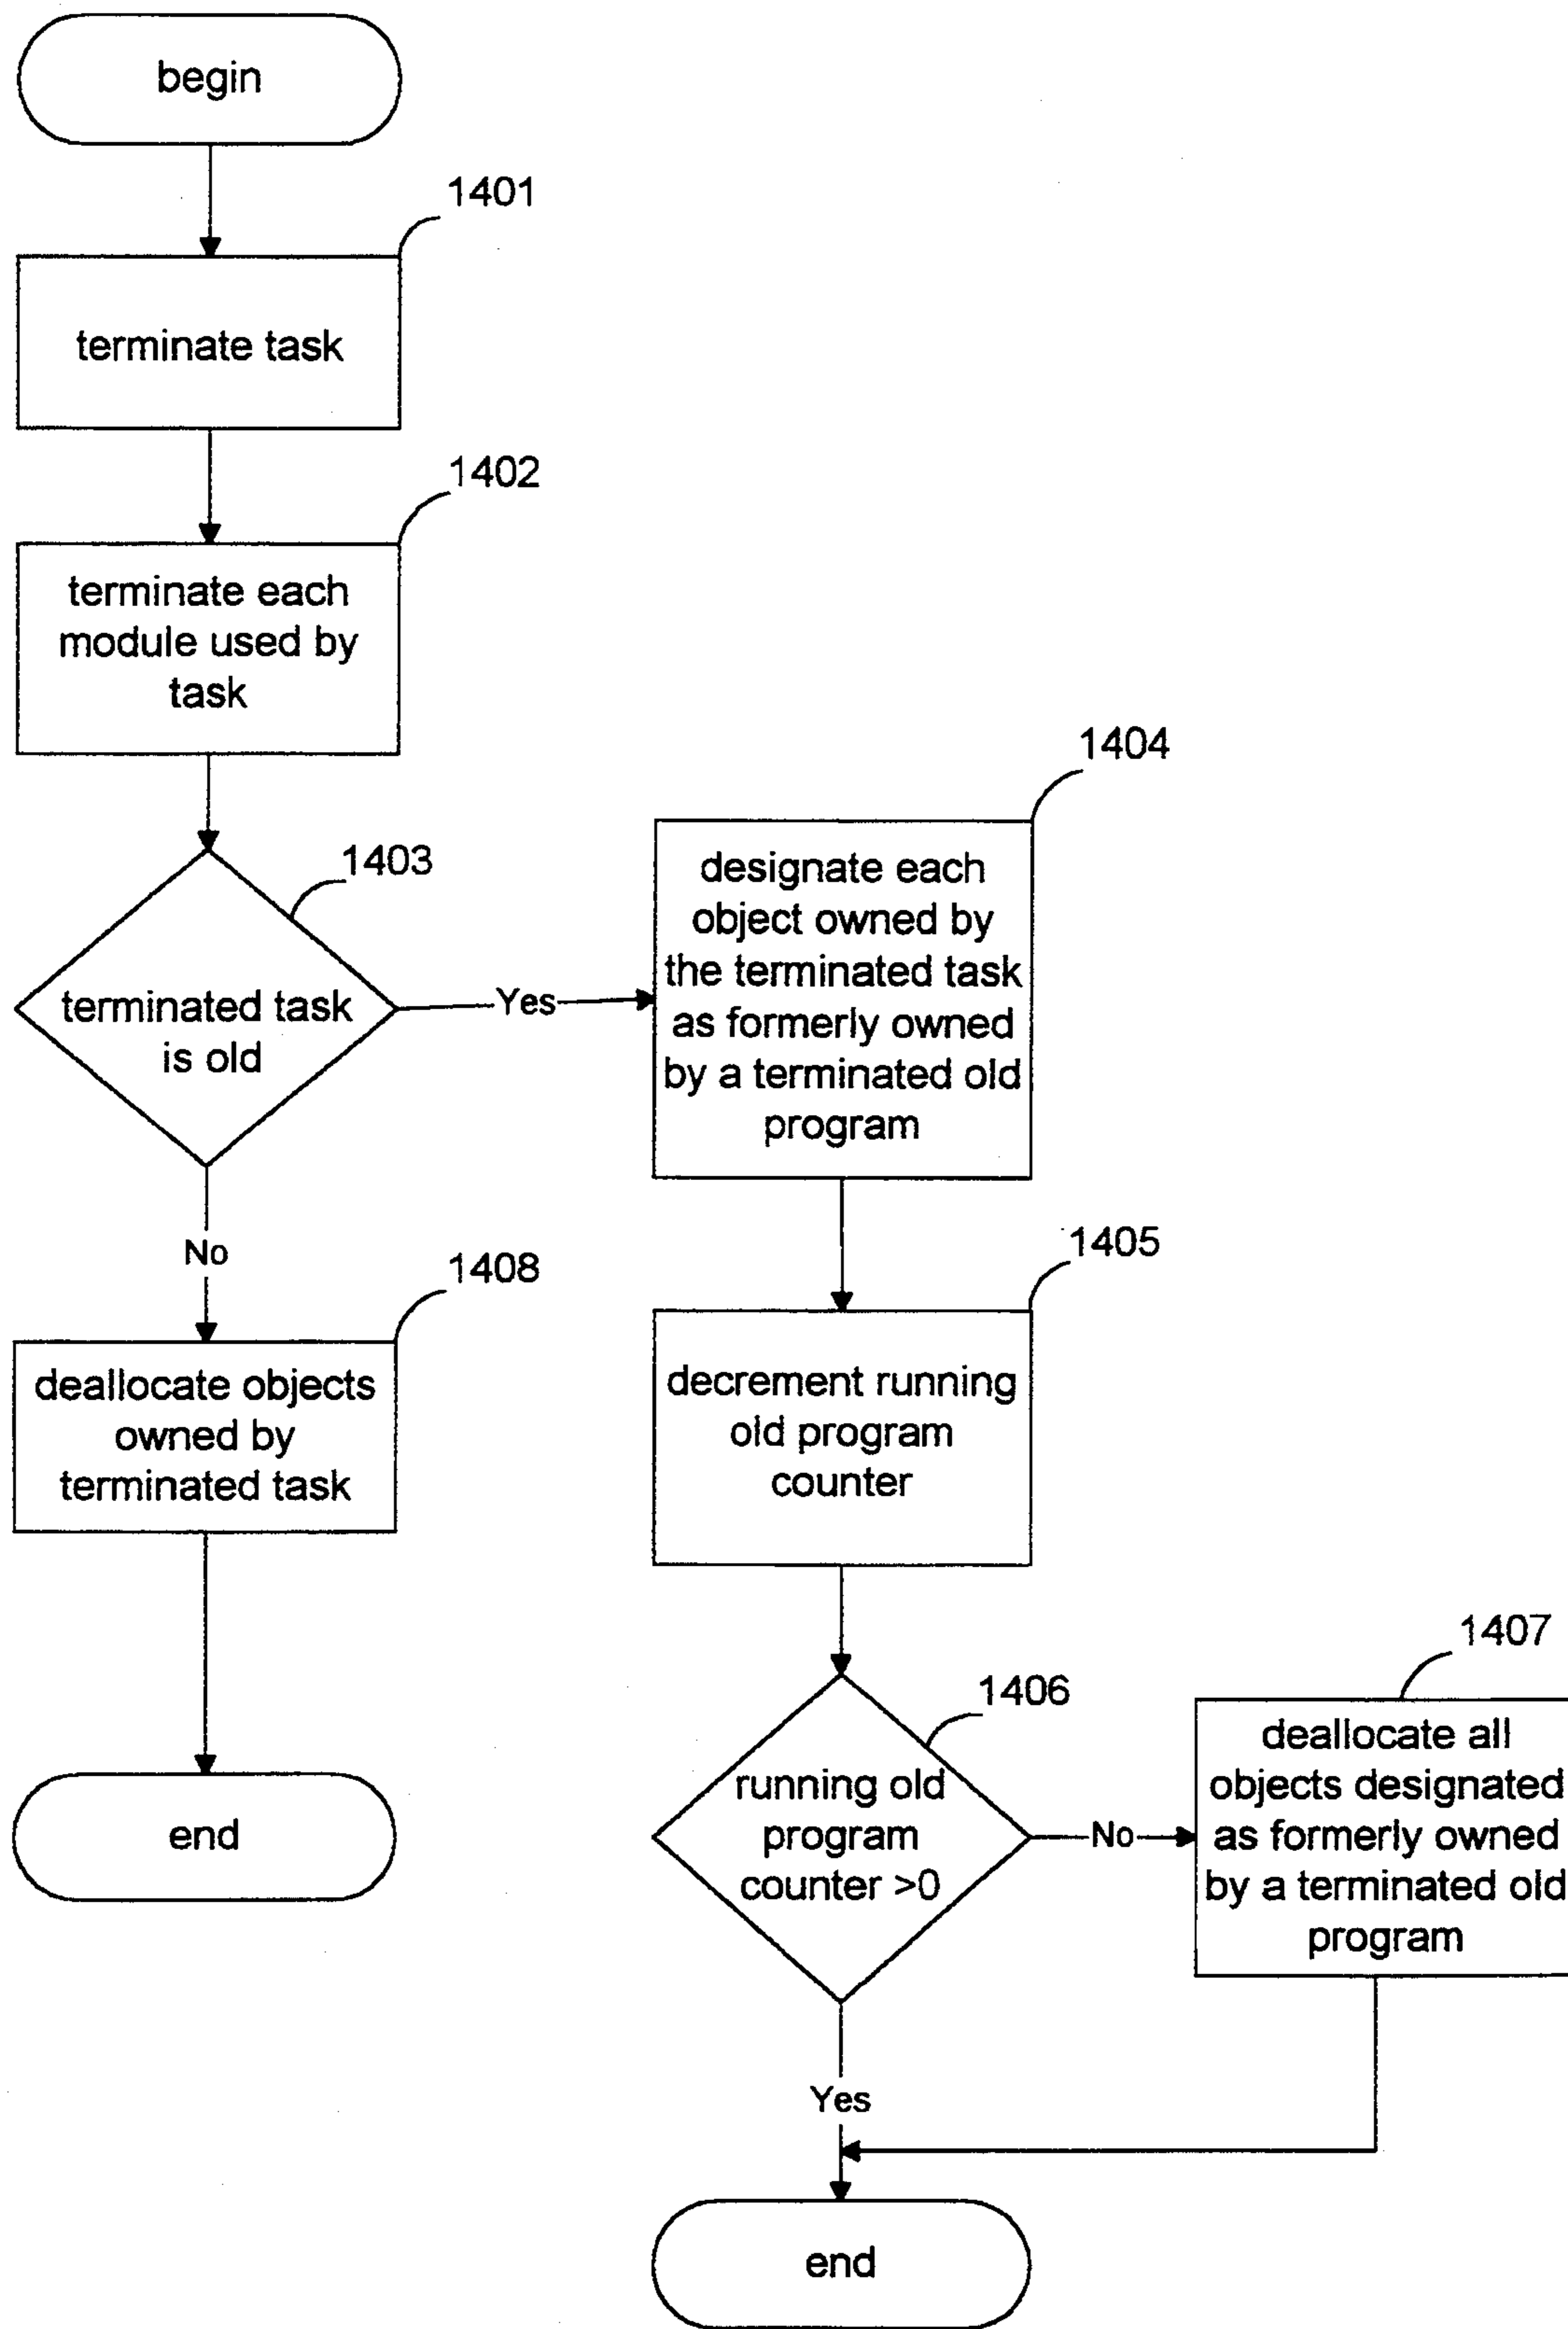 begin
1401
terminate task
1402
terminate each
module used by
task
1403
terminated task
is old
Yes
No
1404
designate each
object owned by
the terminated task
as formerly owned
by a terminated old
program
1405
decrement running
old program
counter
1406
running old
program
counter >0
No
Yes
1407
deallocate all
objects designated
as formerly owned
by a terminated old
program
end
1408
deallocate objects
owned by
terminated task
end